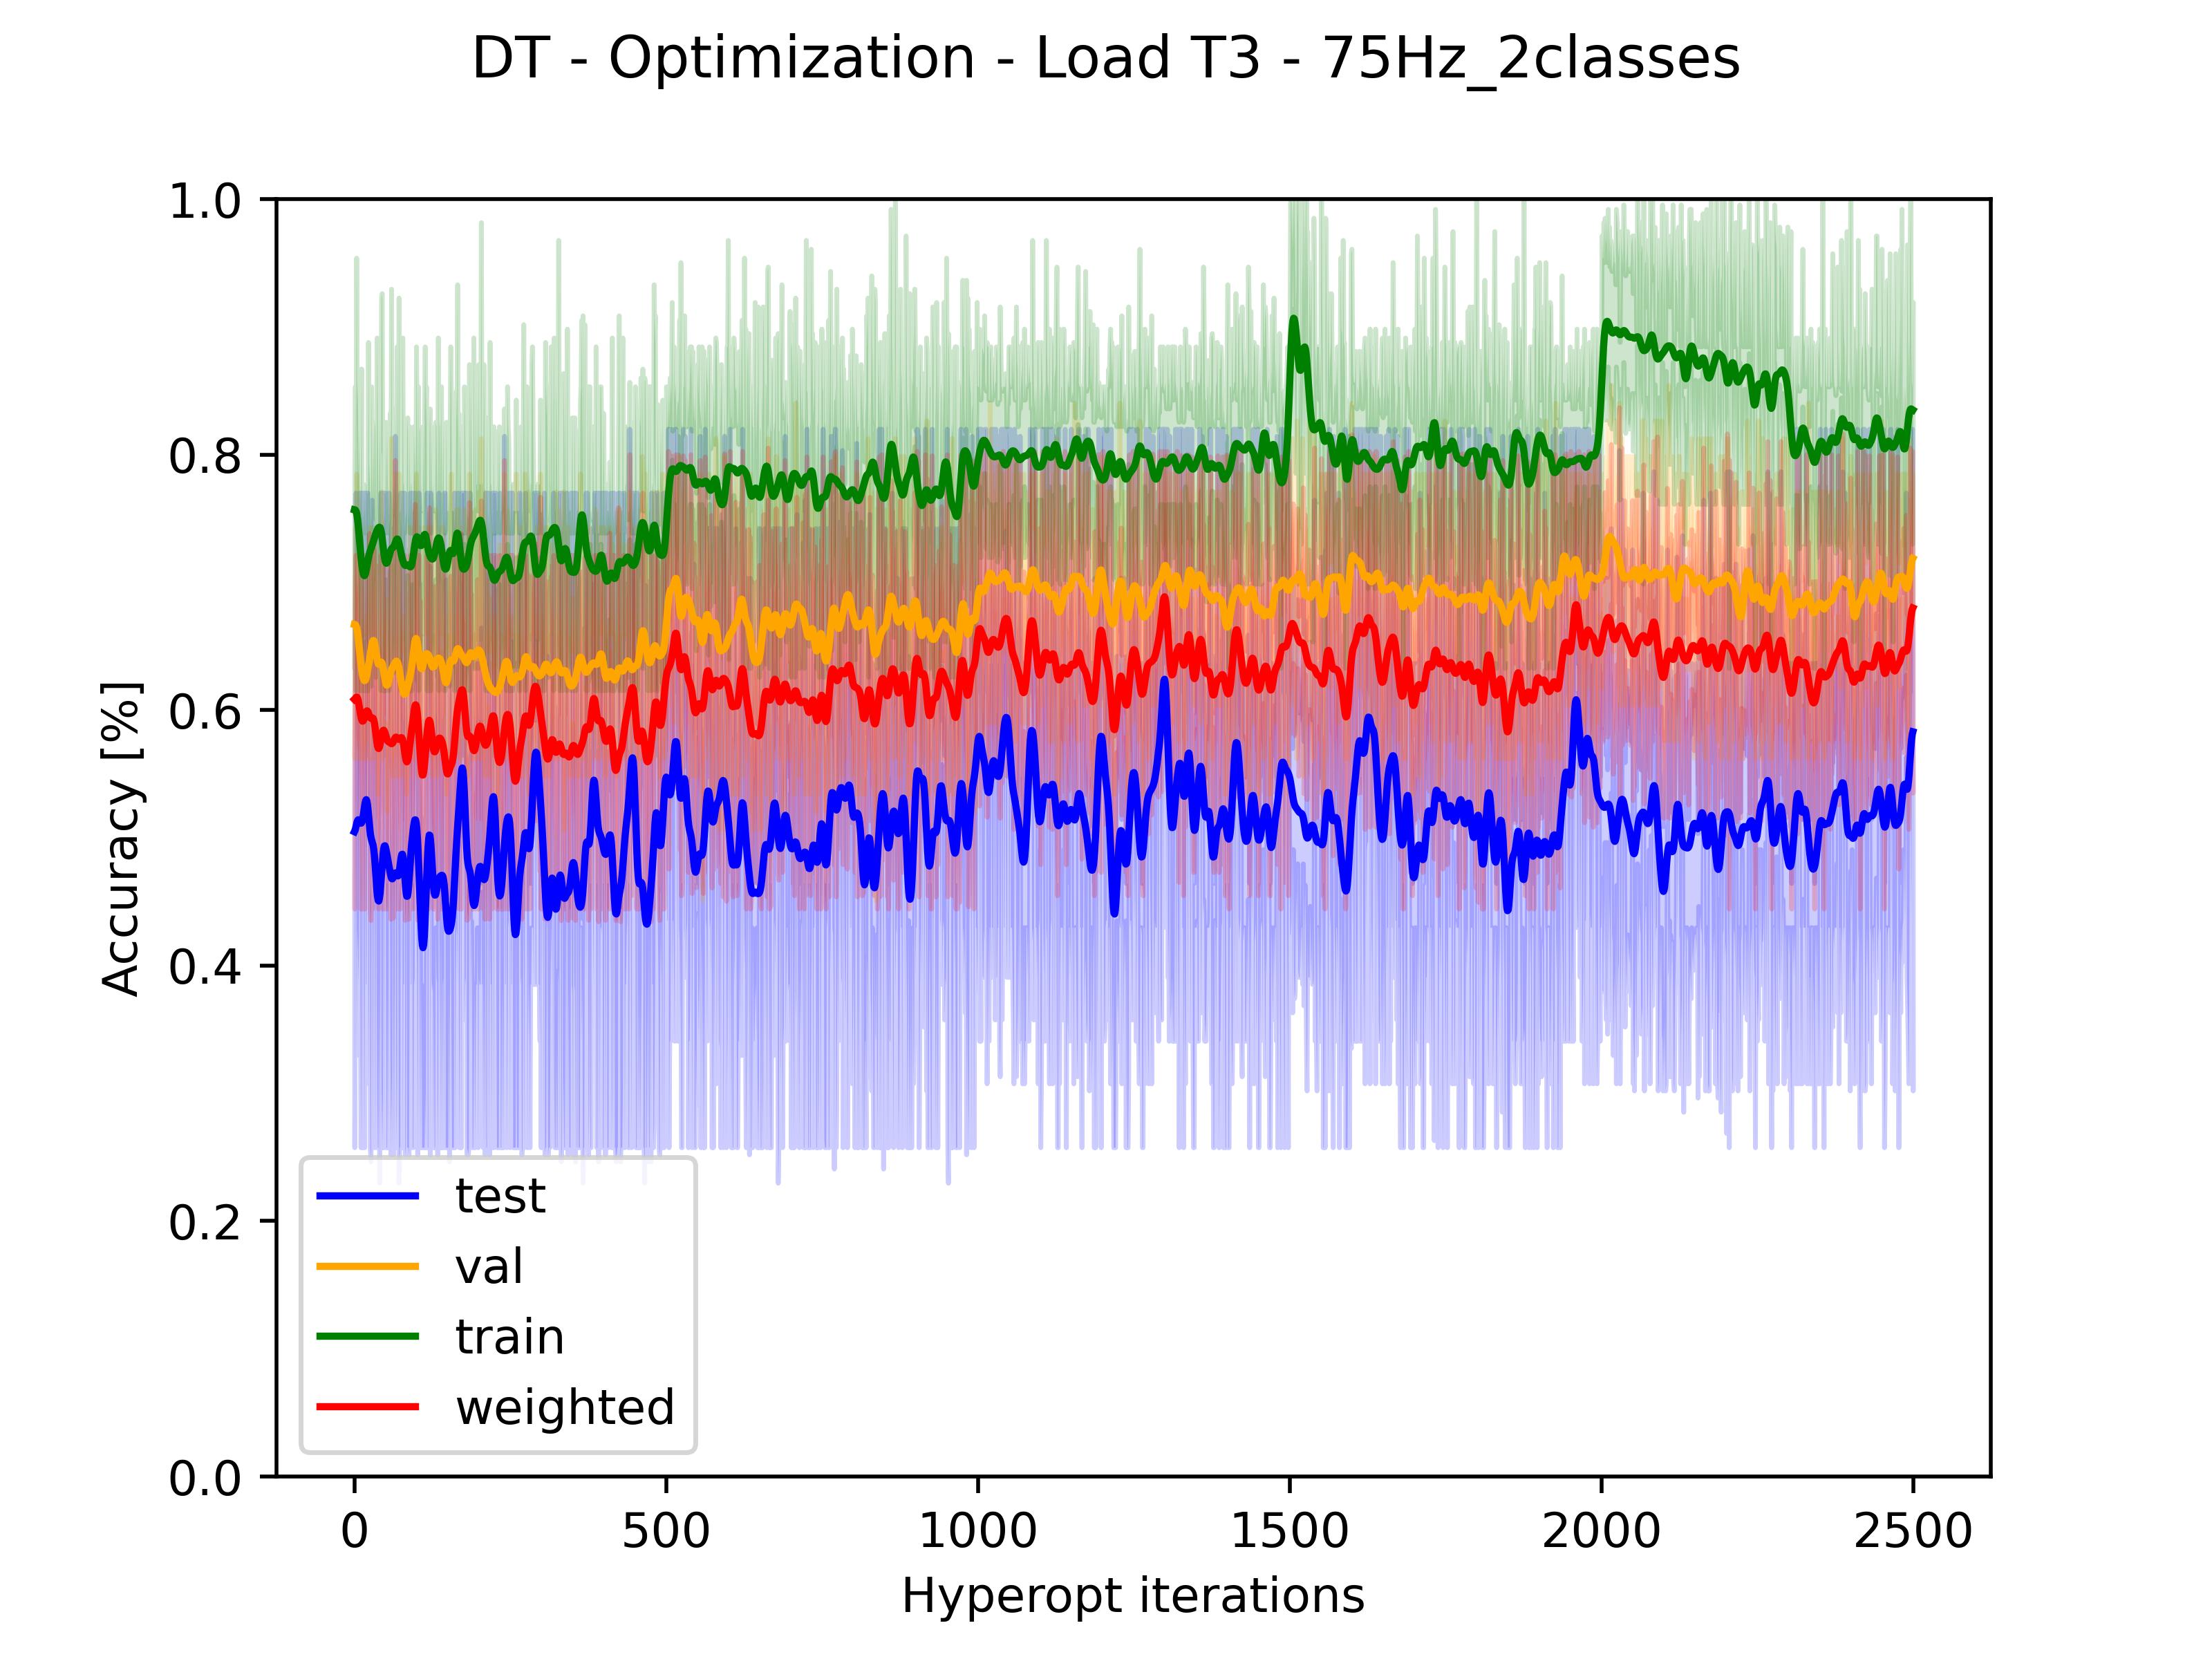 DT - Optimization - Load T3 - 75Hz_2classes
1.0
0.8
0.6
0.4
0.2
0.0
Accuracy [%]
test
val
train
weighted
0 500 1000 1500 2000 2500
Hyperopt iterations